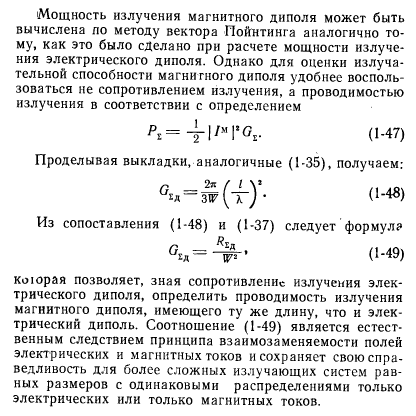 Мощность излучения магнитного диполя может быть
вычислена по методу вектора Пойнтинга аналогично то-
му, как это было сделано при расчете мощности излуче-
ния электрического диполя. Однако для оценки излуча-
тельной способности магнитного диполя удобнее восполь-
зоваться не сопротивлением излучения, а проводимостью
излучения в соответствии с определением
P_Σ = 1/2 |I^м|² G_Σ. (1-47)
Проделывая выкладки, аналогичные (1-35), получаем:
G_Σд = 2π/3W (l/λ)². (1-48)
Из сопоставления (1-48) и (1-37) следует формула
G_Σд = R_Σд/W², (1-49)
которая позволяет, зная сопротивление излучения элек-
трического диполя, определить проводимость излучения
магнитного диполя, имеющего ту же длину, что и элек-
трический диполь. Соотношение (1-49) является естест-
венным следствием принципа взаимозаменяемости полей
электрических и магнитных токов и сохраняет свою спра-
ведливость для более сложных излучающих систем рав-
ных размеров с одинаковыми распределениями только
электрических или только магнитных токов.